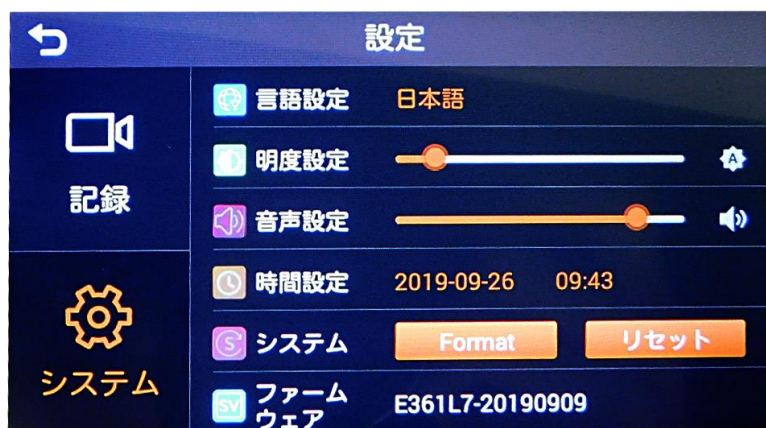 設定
記録
システム
言語設定 日本語
明度設定 A
音声設定
時間設定 2019-09-26 09:43
S システム Format リセット
SV ファーム
ウェア E361L7-20190909